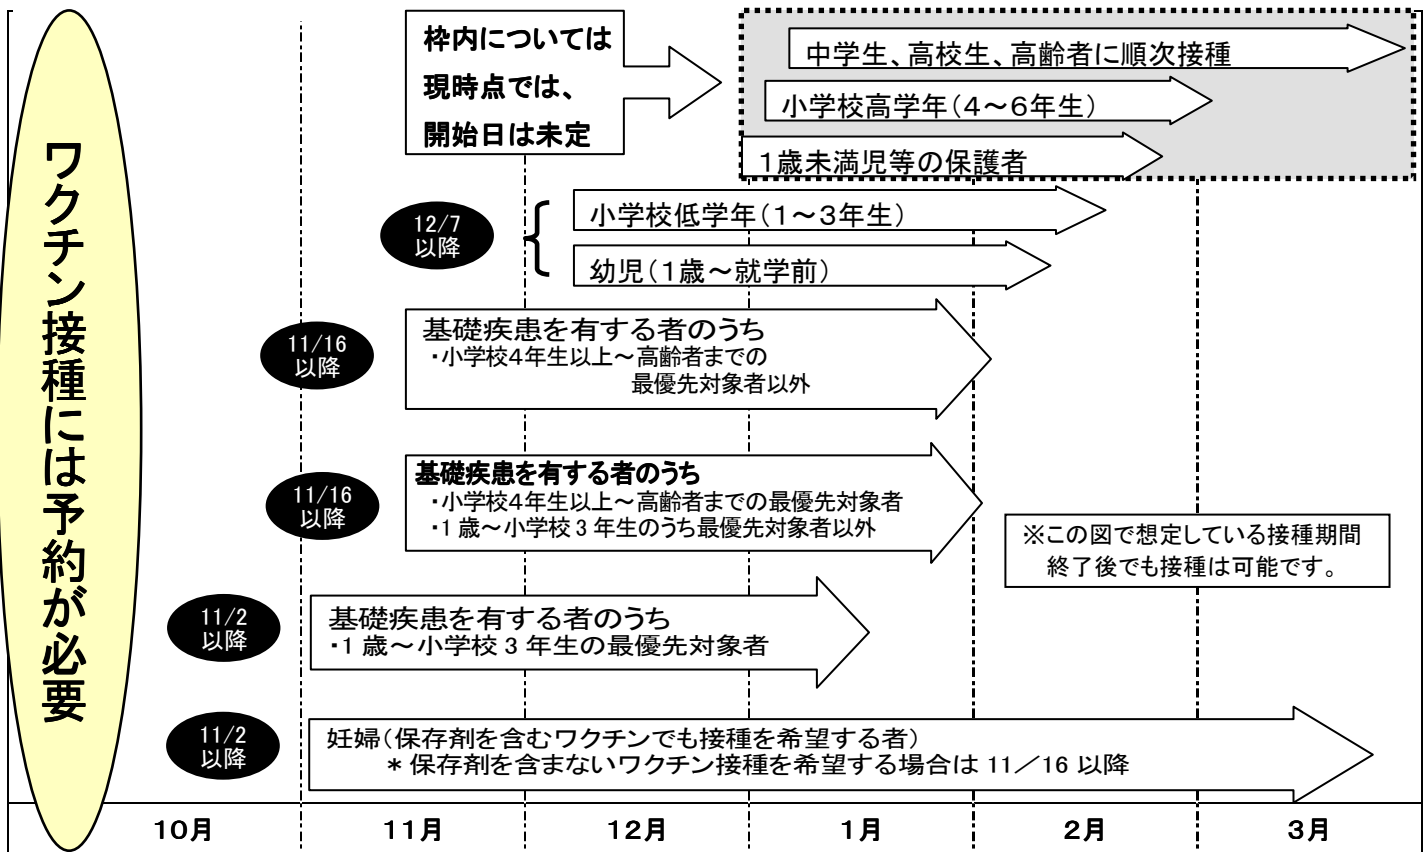 ワクチン接種には予約が必要
枠内については
現時点では、
開始日は未定
中学生、高校生、高齢者に順次接種
小学校高学年(4～6年生)
1歳未満児等の保護者
12/7
以降
小学校低学年(1～3年生)
幼児(1歳～就学前)
11/16
以降
基礎疾患を有する者のうち
・小学校4年生以上～高齢者までの
最優先対象者以外
11/16
以降
基礎疾患を有する者のうち
・小学校4年生以上～高齢者までの最優先対象者
・1歳～小学校3年生のうち最優先対象者以外
※この図で想定している接種期間
終了後でも接種は可能です。
11/2
以降
基礎疾患を有する者のうち
・1歳～小学校3年生の最優先対象者
11/2
以降
妊婦(保存剤を含むワクチンでも接種を希望する者)
＊保存剤を含まないワクチン接種を希望する場合は11／16以降
10月 11月 12月 1月 2月 3月